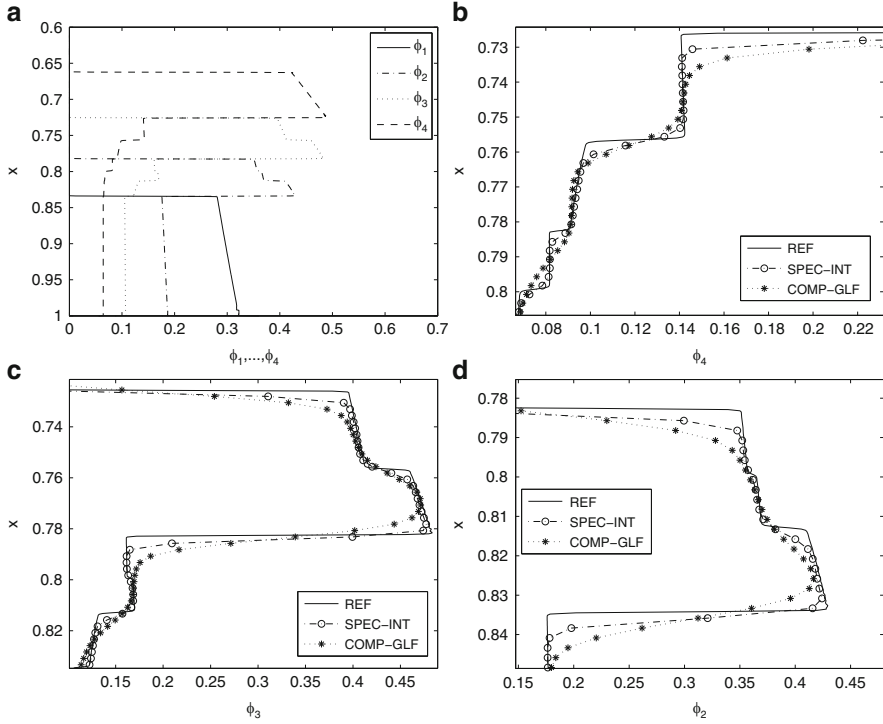 a
0.6
0.65
0.7
0.75
0.8
0.85
0.9
0.95
1
x
0 0.1 0.2 0.3 0.4 0.5 0.6 0.7
ϕ1,...,ϕ4
ϕ1
ϕ2
ϕ3
ϕ4
b
0.73
0.74
0.75
0.76
0.77
0.78
0.79
0.8
x
0.08 0.1 0.12 0.14 0.16 0.18 0.2 0.22
ϕ4
REF
SPEC-INT
COMP-GLF
c
0.74
0.76
0.78
0.8
0.82
x
0.15 0.2 0.25 0.3 0.35 0.4 0.45
ϕ3
REF
SPEC-INT
COMP-GLF
d
0.78
0.79
0.8
0.81
0.82
0.83
0.84
x
0.15 0.2 0.25 0.3 0.35 0.4 0.45
ϕ2
REF
SPEC-INT
COMP-GLF